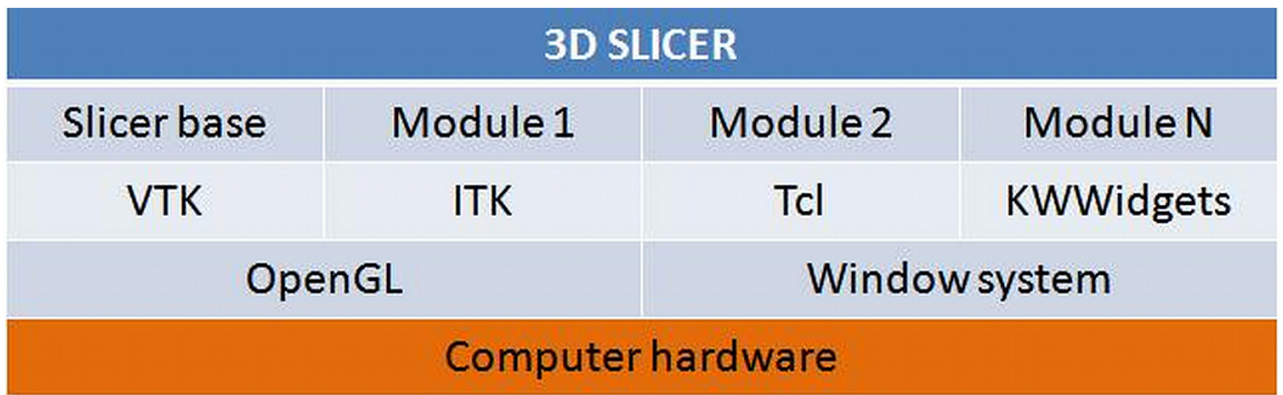 3D SLICER
Slicer base Module 1 Module 2 Module N
VTK ITK Tcl KWWidgets
OpenGL Window system
Computer hardware